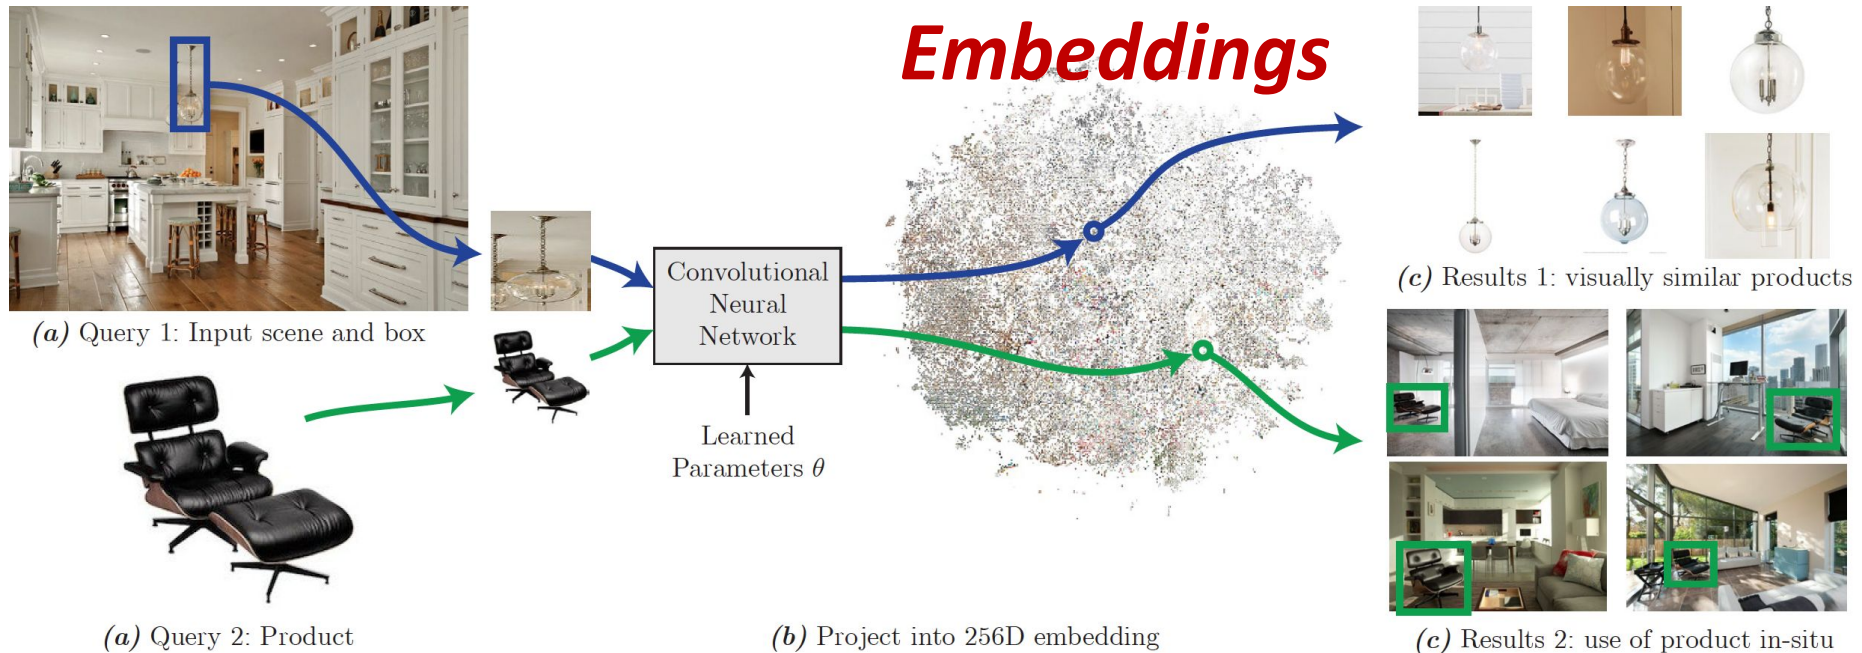 Embeddings
(a) Query 1: Input scene and box
Convolutional
Neural
Network
Learned
Parameters θ
(a) Query 2: Product
(b) Project into 256D embedding
(c) Results 1: visually similar products
(c) Results 2: use of product in-situ